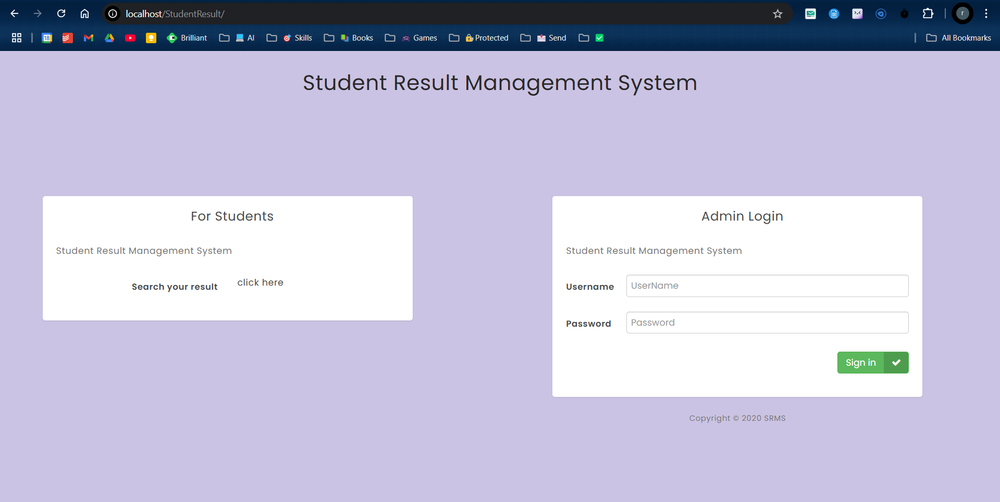 localhost/StudentResult/
r
18
Brilliant
AI
Skills
Books
Games
Protected
Send
All Bookmarks
Student Result Management System
For Students
Student Result Management System
Search your result click here
Admin Login
Student Result Management System
Username UserName
Password Password
Sign in
Copyright © 2020 SRMS